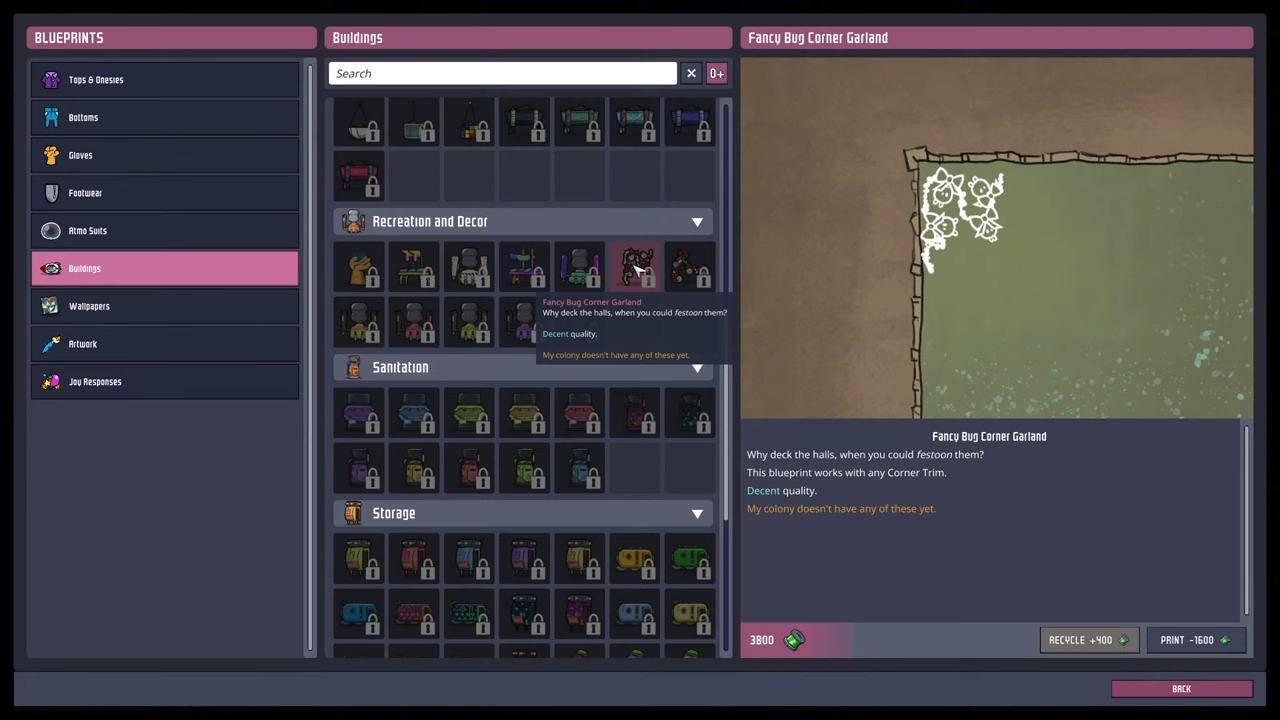 BLUEPRINTS
Tops & Onesies
Bottoms
Gloves
Footwear
Atmo Suits
Buildings
Wallpapers
Artwork
Joy Responses
Buildings
Search
0+
Recreation and Decor
Fancy Bug Corner Garland
Why deck the halls, when you could festoon them?
Decent quality.
My colony doesn't have any of these yet.
Sanitation
Storage
Fancy Bug Corner Garland
Fancy Bug Corner Garland
Why deck the halls, when you could festoon them?
This blueprint works with any Corner Trim.
Decent quality.
My colony doesn't have any of these yet.
3800
RECYCLE +400
PRINT -1600
BACK